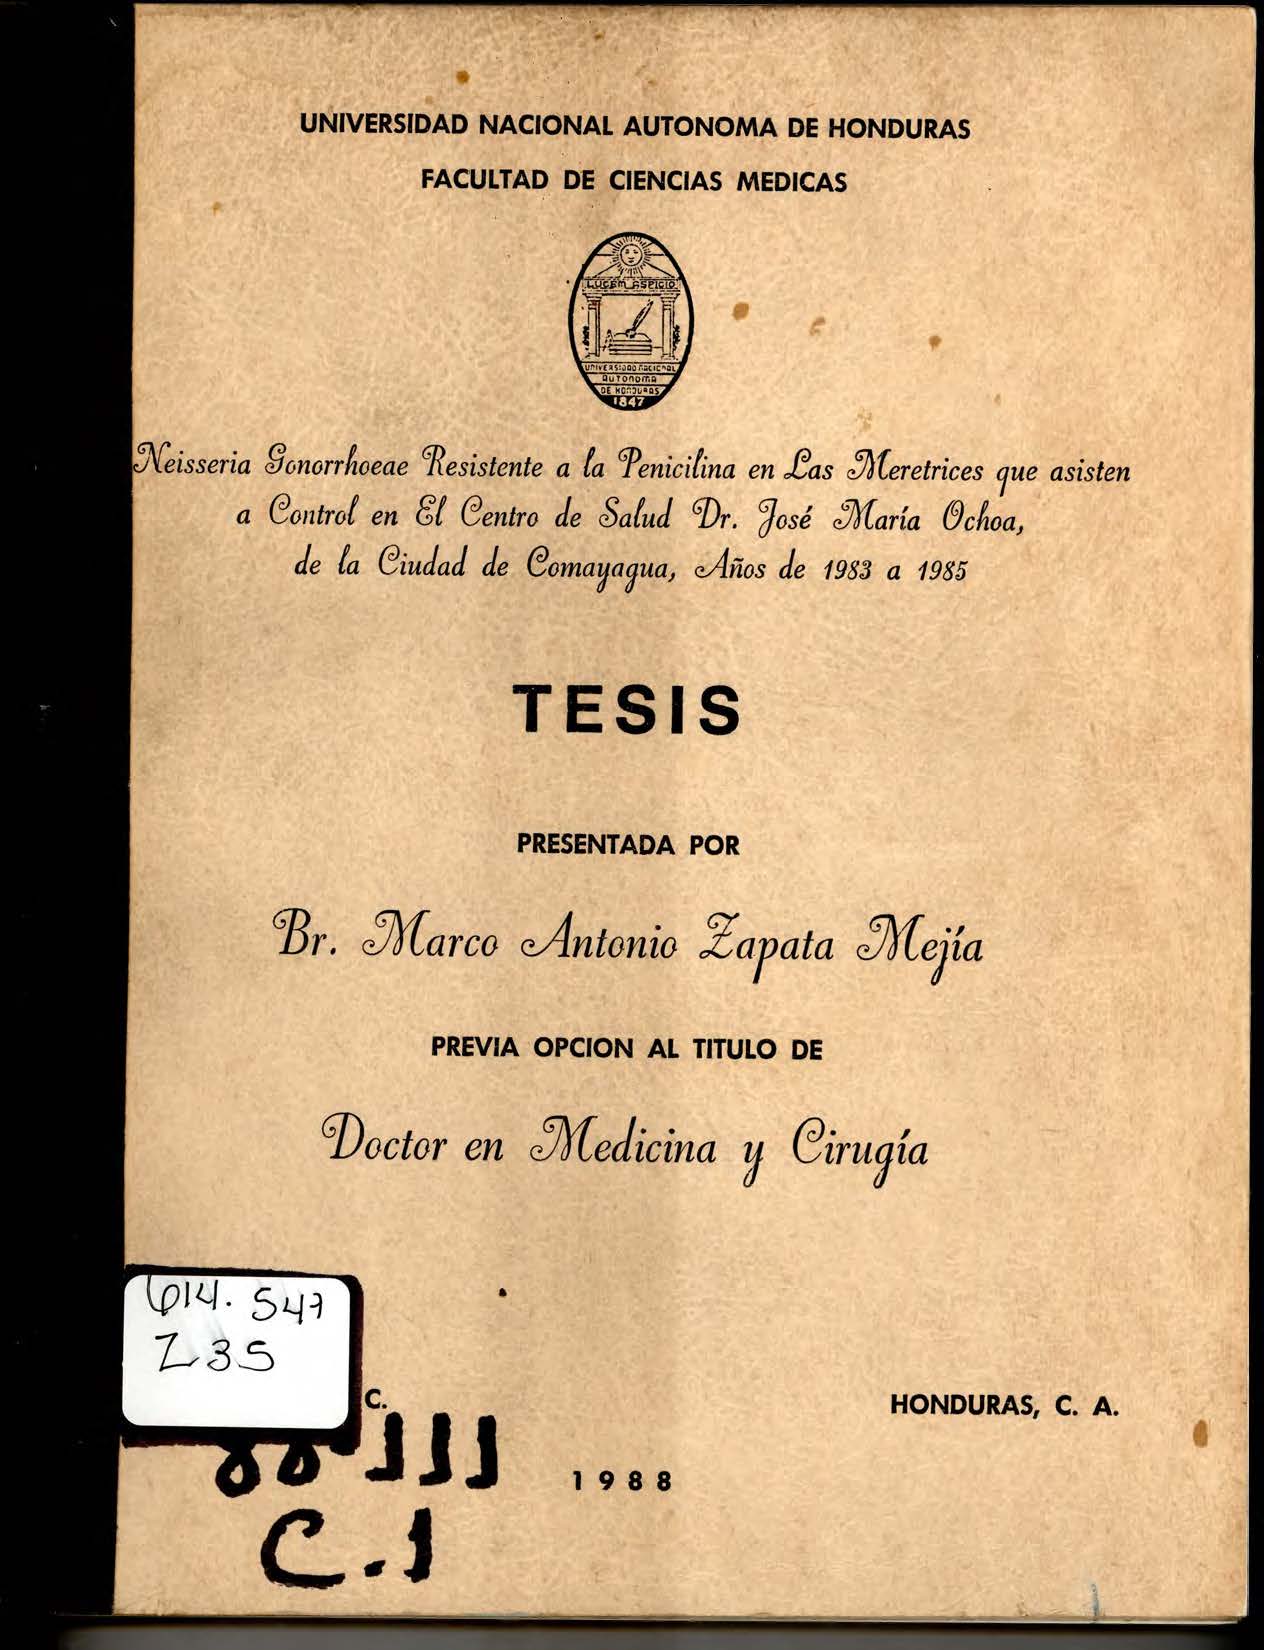 UNIVERSIDAD NACIONAL AUTONOMA DE HONDURAS
FACULTAD DE CIENCIAS MEDICAS
LUCEM ASPICIO
UNIVERSIDAD NACIONAL
AUTONOMA
DE HONDURAS
1847
Neisseria Gonorrhoeae Resistente a la Penicilina en Las Meretrices que asisten
a Control en El Centro de Salud Dr. José María Ochoa,
de la Ciudad de Comayagua, Años de 1983 a 1985
TESIS
PRESENTADA POR
Br. Marco Antonio Zapata Mejía
PREVIA OPCION AL TITULO DE
Doctor en Medicina y Cirugía
614.547
Z35
C.
HONDURAS, C. A.
1988
C.1